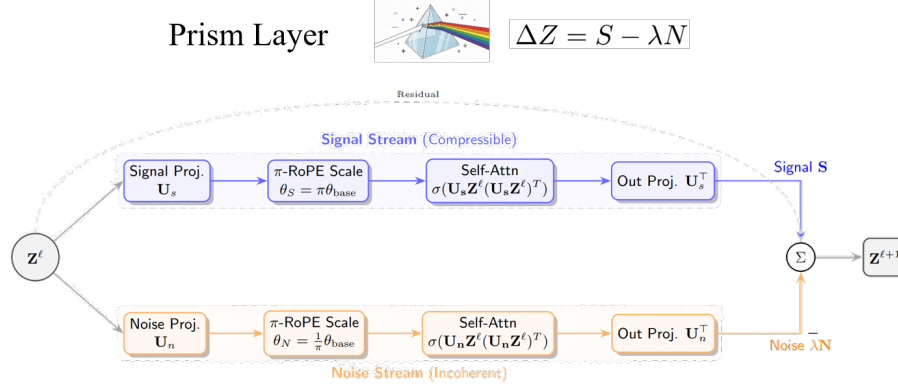 Prism Layer
ΔZ = S − λN
Residual
Signal Stream (Compressible)
Signal Proj.
U_s
π-RoPE Scale
θ_S = πθ_base
Self-Attn
σ(U_s Z^ℓ (U_s Z^ℓ)^T)
Out Proj. U_s^⊤
Signal S
Z^ℓ
Σ
Z^{ℓ+1}
Noise Proj.
U_n
π-RoPE Scale
θ_N = 1/π θ_base
Self-Attn
σ(U_n Z^ℓ (U_n Z^ℓ)^T)
Out Proj. U_n^⊤
−
Noise λN
Noise Stream (Incoherent)